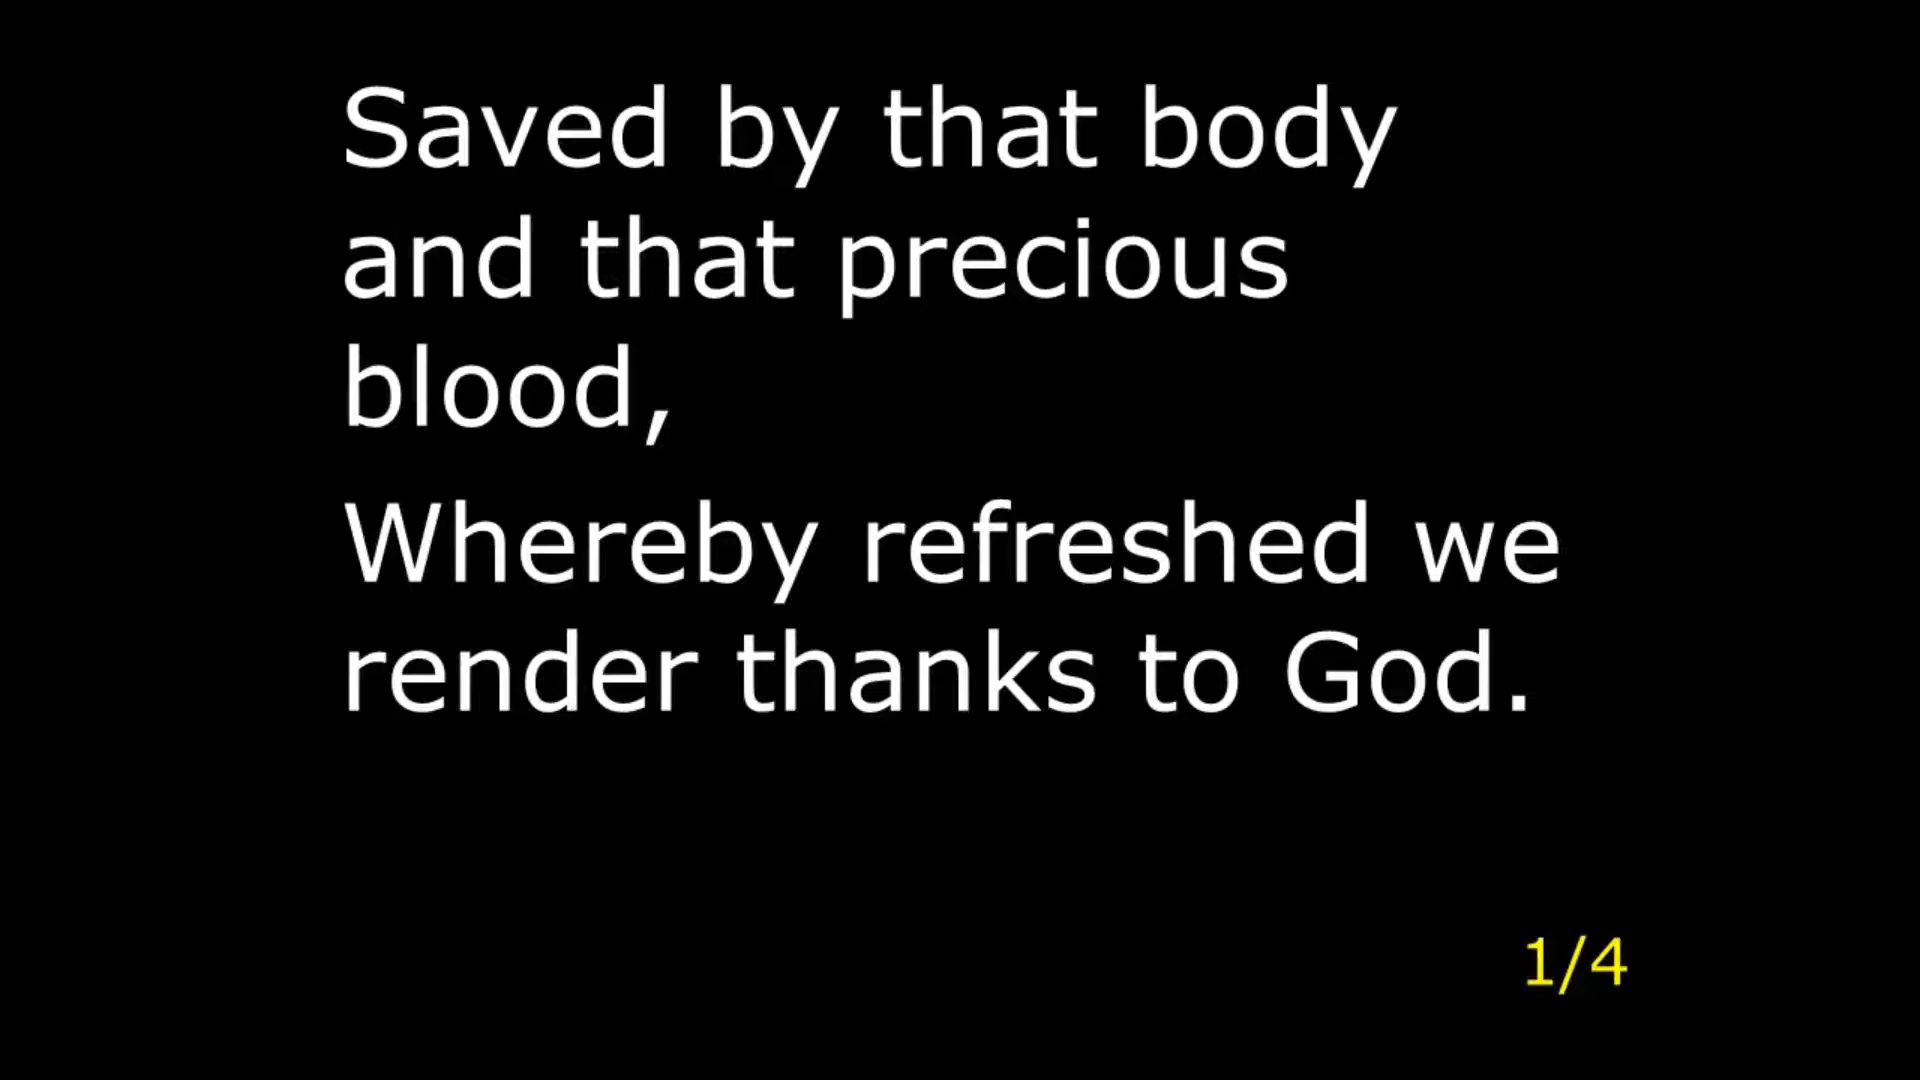 Saved by that body
and that precious
blood,
Whereby refreshed we
render thanks to God.
1/4